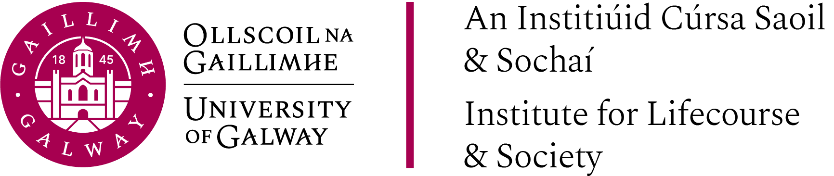 GAILLIMH
18 45
GALWAY
OLLSCOIL NA
GAILLIMHE
UNIVERSITY
OF GALWAY
An Institiúid Cúrsa Saoil
& Sochaí
Institute for Lifecourse
& Society